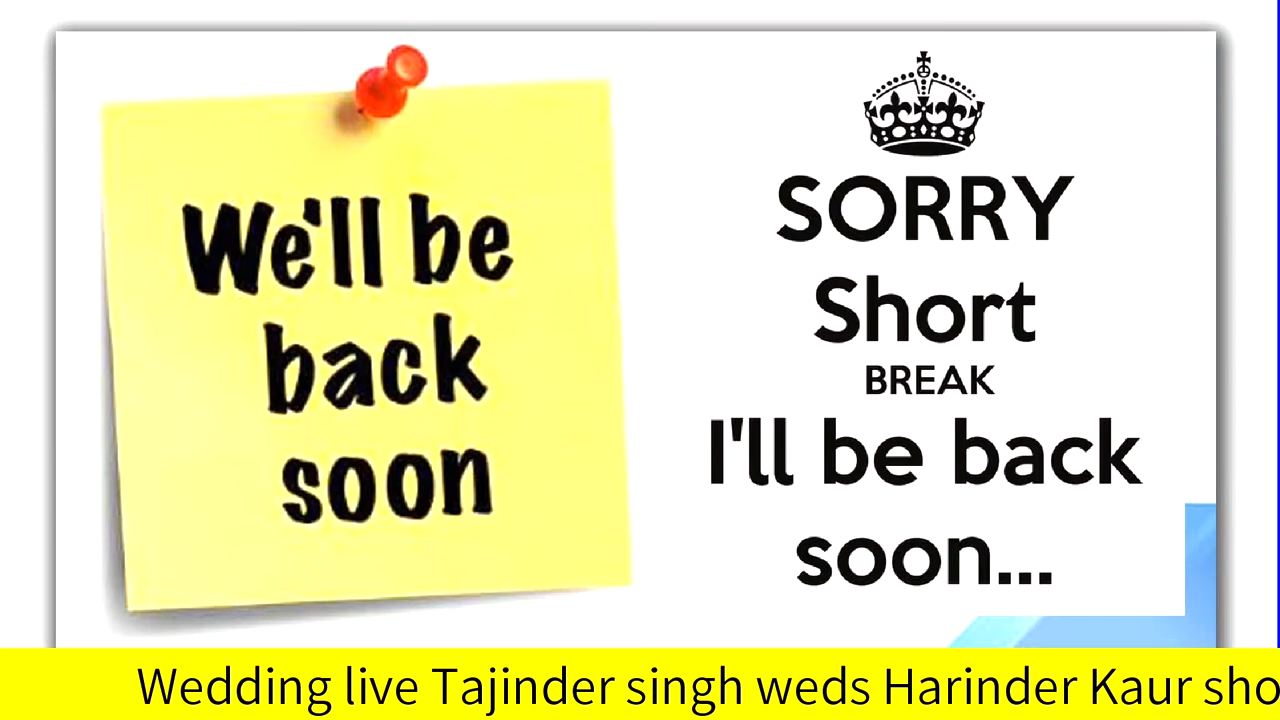 We'll be
back
soon
SORRY
Short
BREAK
I'll be back
soon...
Wedding live Tajinder singh weds Harinder Kaur sho